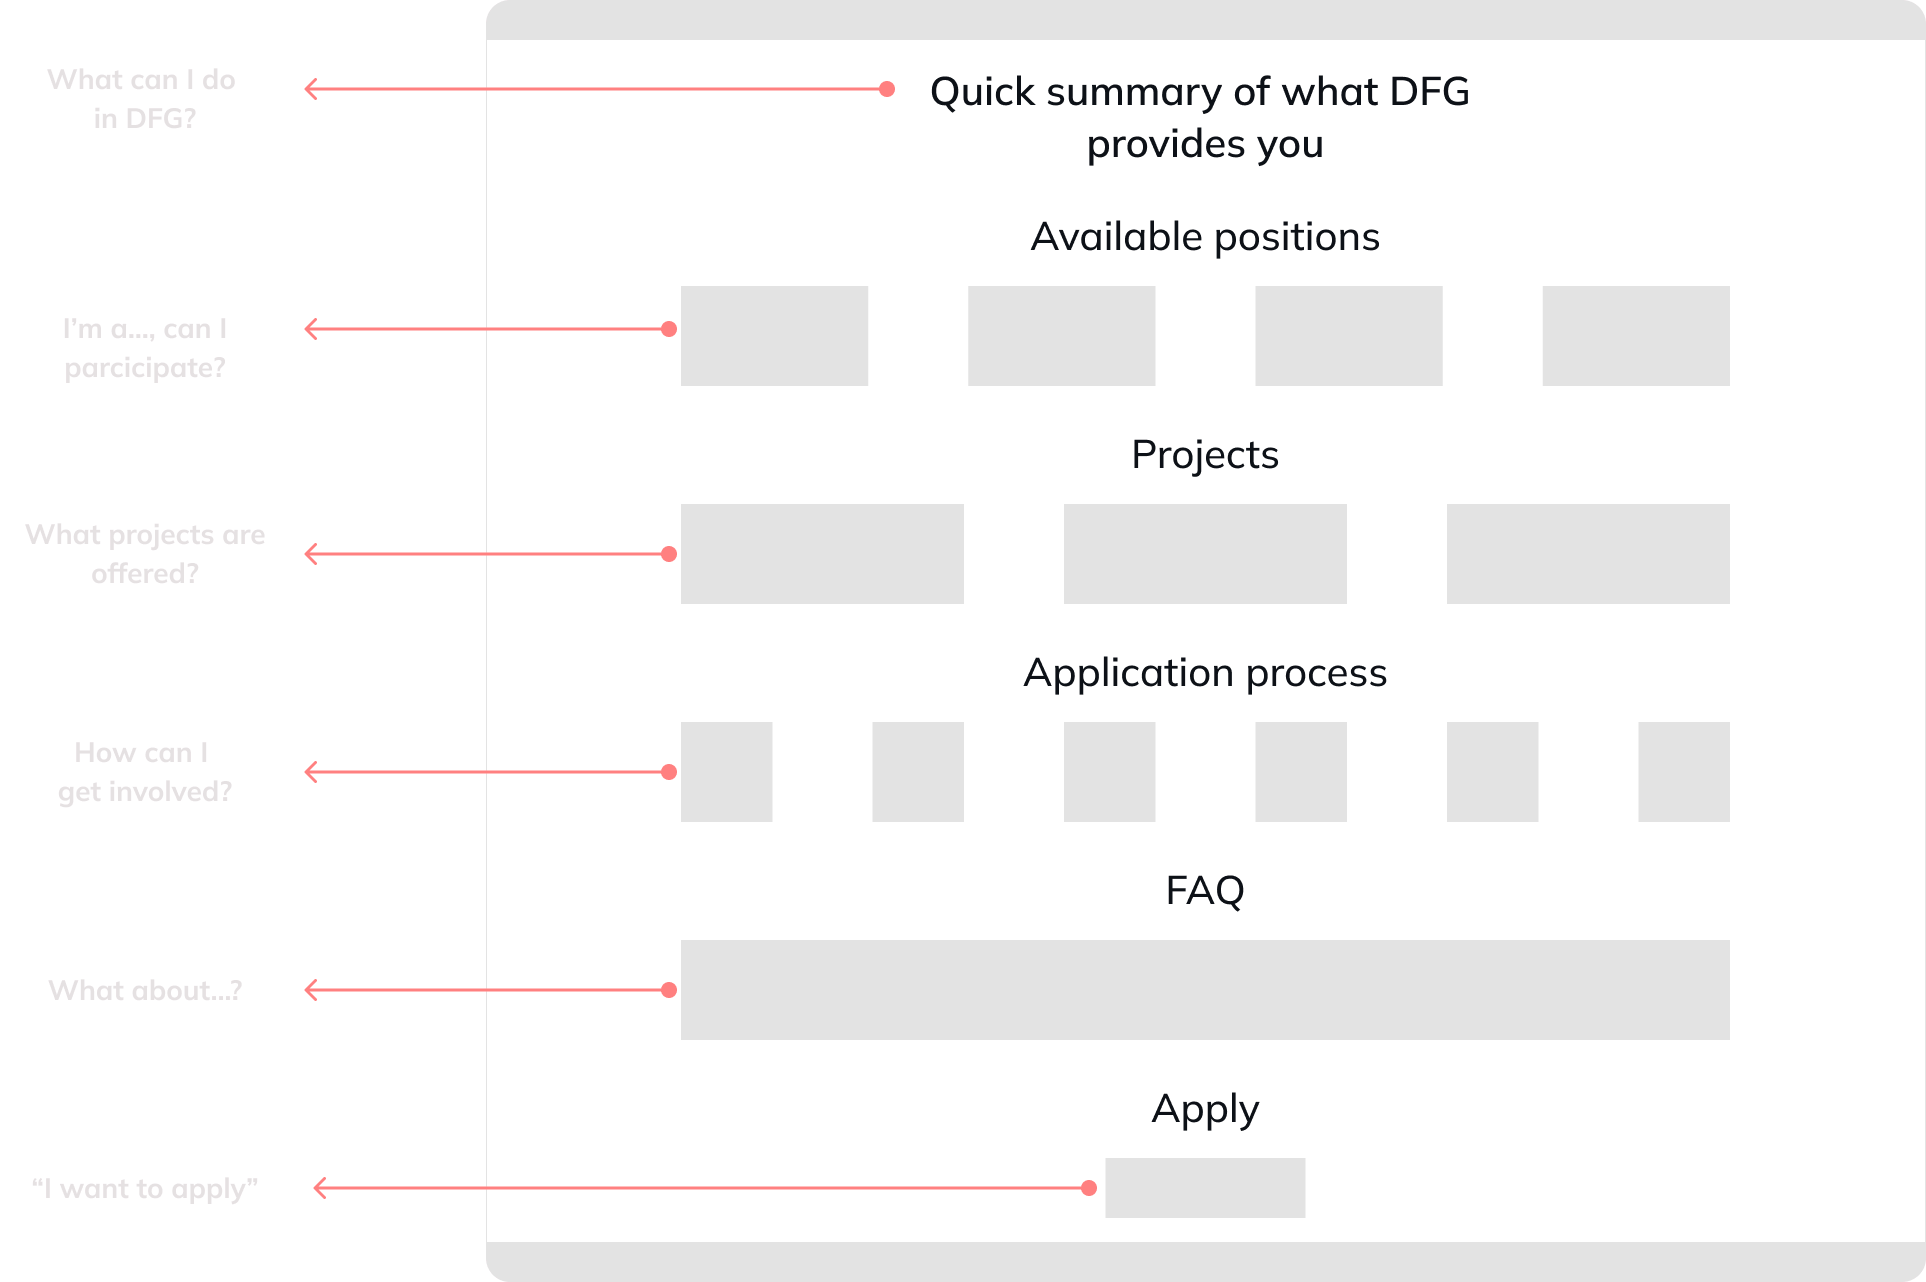 What can I do
in DFG?
Quick summary of what DFG
provides you
Available positions
I’m a..., can I
parcicipate?
Projects
What projects are
offered?
Application process
How can I
get involved?
FAQ
What about...?
Apply
“I want to apply”